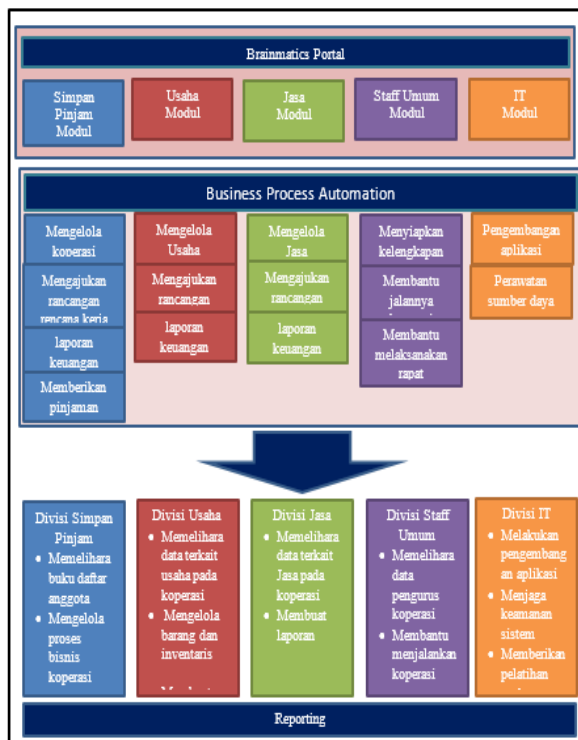 Brainmatics Portal
Simpan
Pinjam
Modul
Usaha
Modul
Jasa
Modul
Staff Umum
Modul
IT
Modul
Business Process Automation
Mengelola
koperasi
Mengajukan
rancangan
rencana kerja
laporan
keuangan
Memberikan
pinjaman
Mengelola
Usaha
Mengajukan
rancangan
laporan
keuangan
Mengelola
Jasa
Mengajukan
rancangan
laporan
keuangan
Menyiapkan
kelengkapan
Membantu
jalannya
Membantu
melaksanakan
rapat
Pengembangan
aplikasi
Perawatan
sumber daya
Divisi Simpan
Pinjam
• Memelihara
buku daftar
anggota
• Mengelola
proses
bisnis
koperasi
Divisi Usaha
• Memelihara
data terkait
usaha pada
koperasi
• Mengelola
barang dan
inventaris
Divisi Jasa
• Memelihara
data terkait
Jasa pada
koperasi
• Membuat
laporan
Divisi Staff
Umum
• Memelihara
data
pengurus
koperasi
• Membantu
menjalankan
koperasi
Divisi IT
• Melakukan
pengembang
an aplikasi
• Menjaga
keamanan
sistem
• Memberikan
pelatihan
Reporting